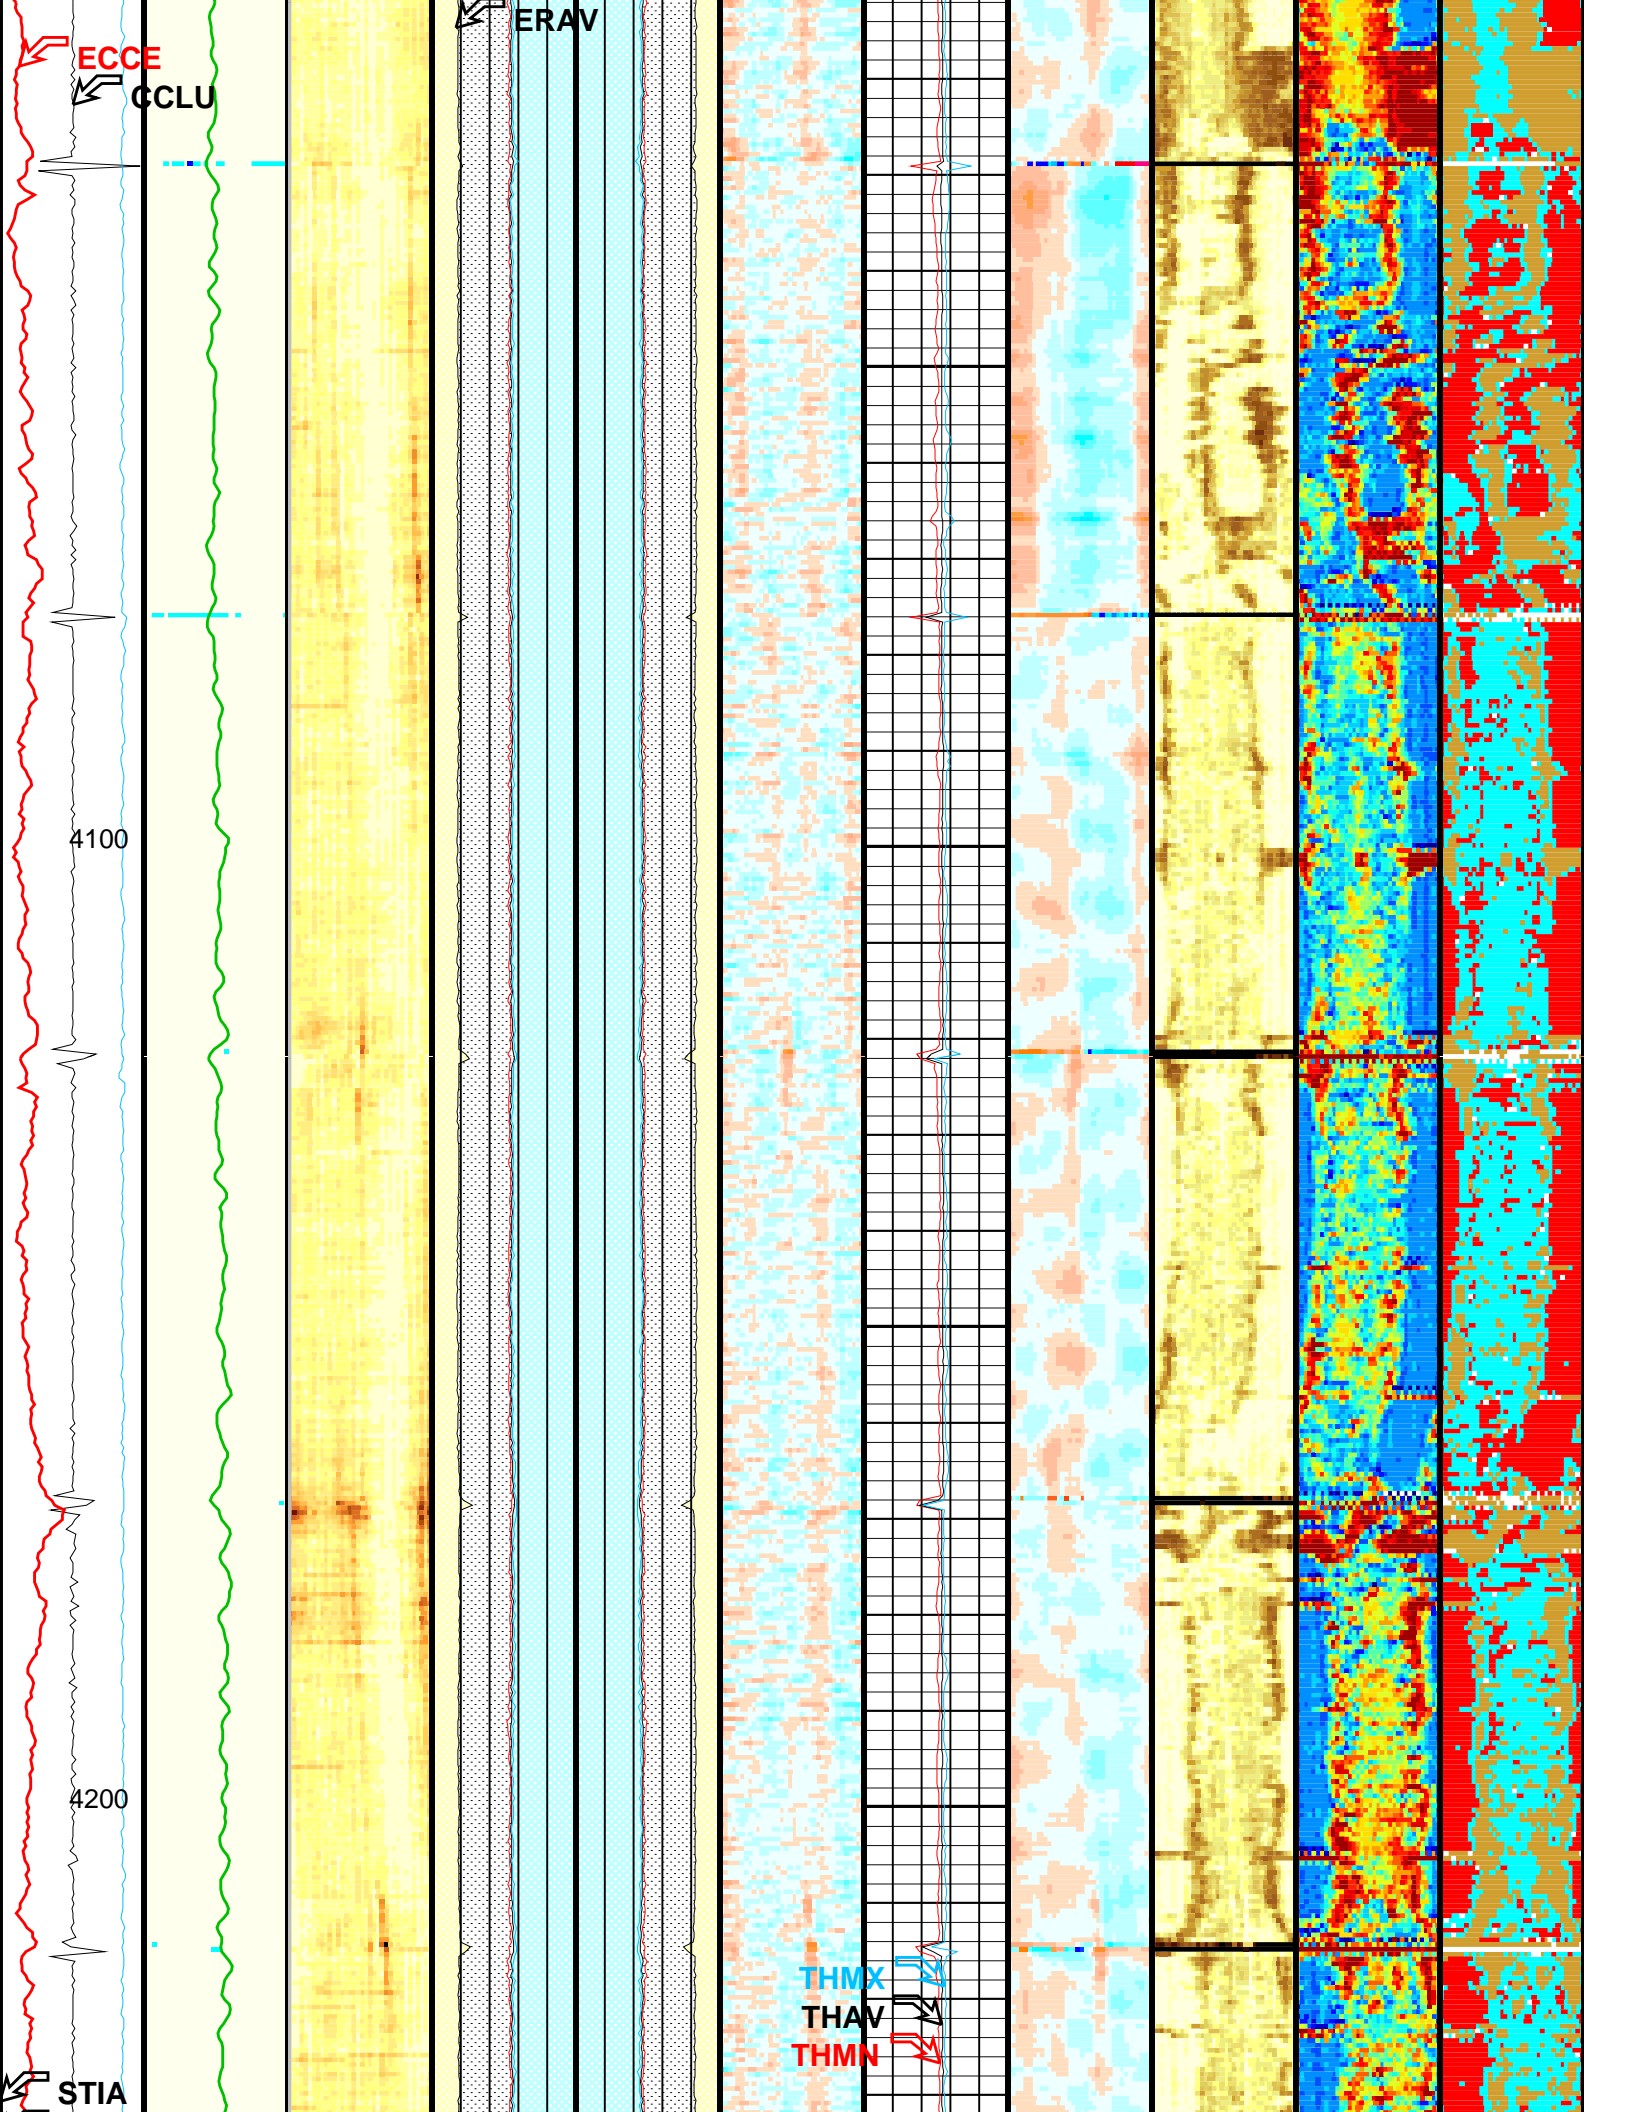 ERAV
ECCE
CCLU
4100
4200
THMX
THAV
THMN
STIA